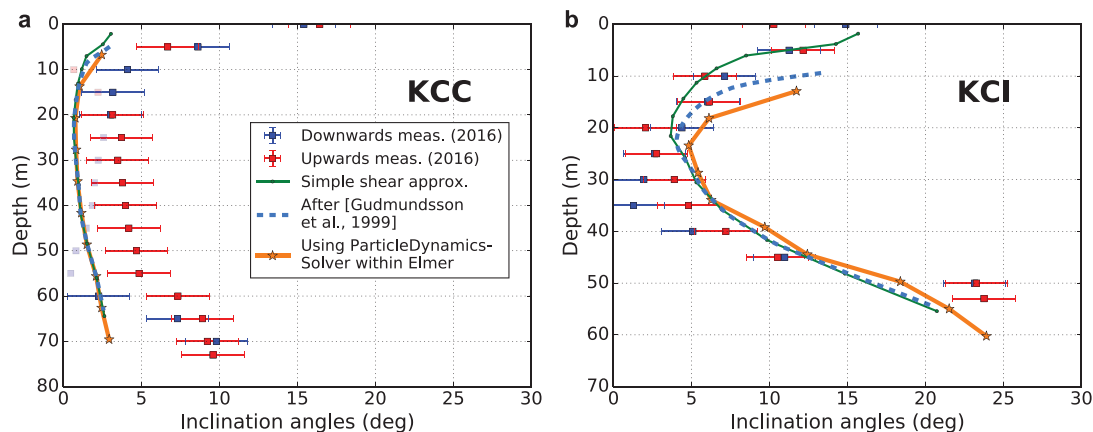 a
KCC
0
10
20
30
40
50
60
70
80
Depth (m)
0 5 10 15 20 25 30
Inclination angles (deg)
Downwards meas. (2016)
Upwards meas. (2016)
Simple shear approx.
After [Gudmundsson
et al., 1999]
Using ParticleDynamics-
Solver within Elmer
b
KCI
0
10
20
30
40
50
60
70
Depth (m)
0 5 10 15 20 25 30
Inclination angles (deg)